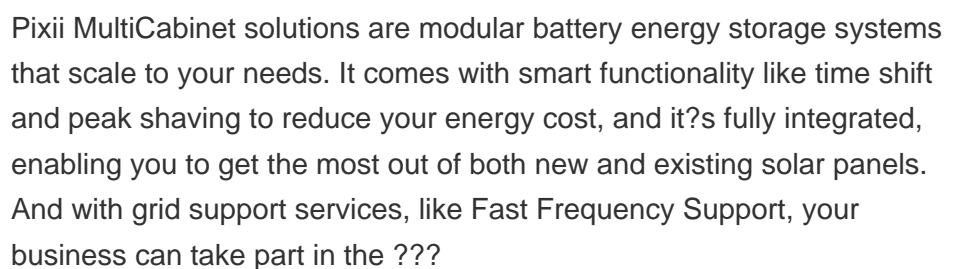 Pixii MultiCabinet solutions are modular battery energy storage systems
that scale to your needs. It comes with smart functionality like time shift
and peak shaving to reduce your energy cost, and it?s fully integrated,
enabling you to get the most out of both new and existing solar panels.
And with grid support services, like Fast Frequency Support, your
business can take part in the ???